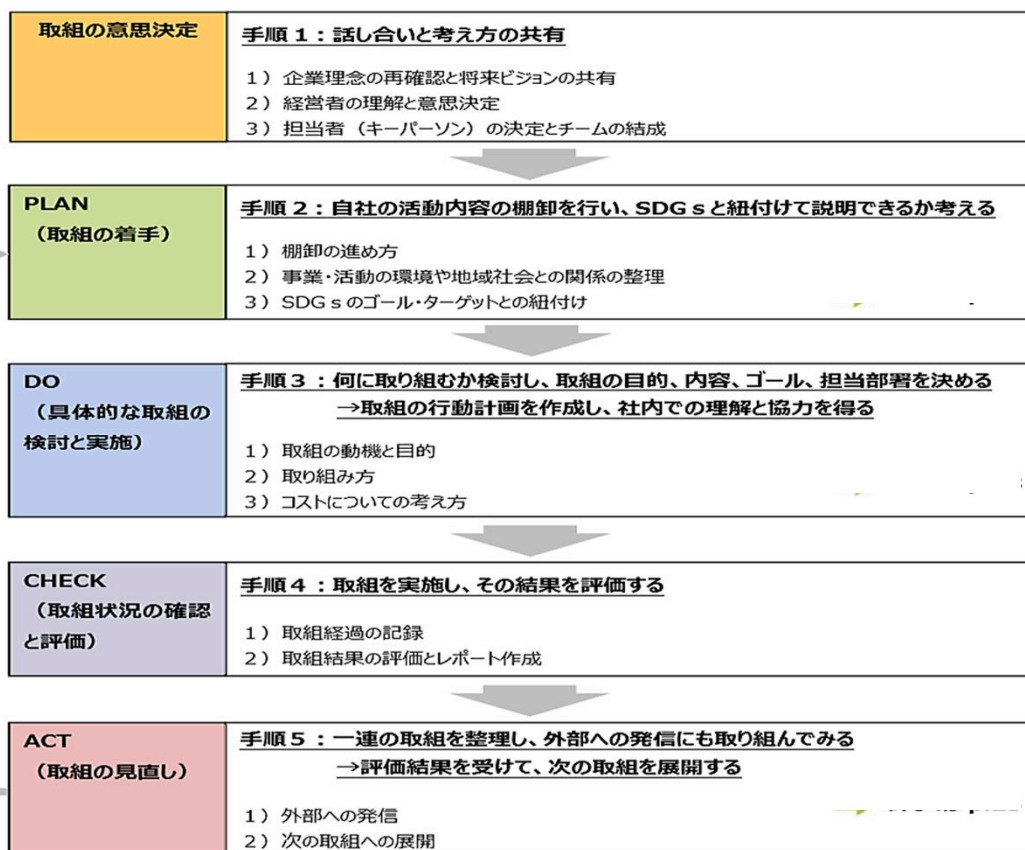 取組の意思決定
手順1:話し合いと考え方の共有
1)企業理念の再確認と将来ビジョンの共有
2)経営者の理解と意思決定
3)担当者(キーパーソン)の決定とチームの結成
PLAN
(取組の着手)
手順2:自社の活動内容の棚卸を行い、SDGsと紐付けて説明できるか考える
1)棚卸の進め方
2)事業・活動の環境や地域社会との関係の整理
3)SDGsのゴール・ターゲットとの紐付け
DO
(具体的な取組の
検討と実施)
手順3:何に取り組むか検討し、取組の目的、内容、ゴール、担当部署を決める
→取組の行動計画を作成し、社内での理解と協力を得る
1)取組の動機と目的
2)取り組み方
3)コストについての考え方
CHECK
(取組状況の確認
と評価)
手順4:取組を実施し、その結果を評価する
1)取組経過の記録
2)取組結果の評価とレポート作成
ACT
(取組の見直し)
手順5:一連の取組を整理し、外部への発信にも取り組んでみる
→評価結果を受けて、次の取組を展開する
1)外部への発信
2)次の取組への展開